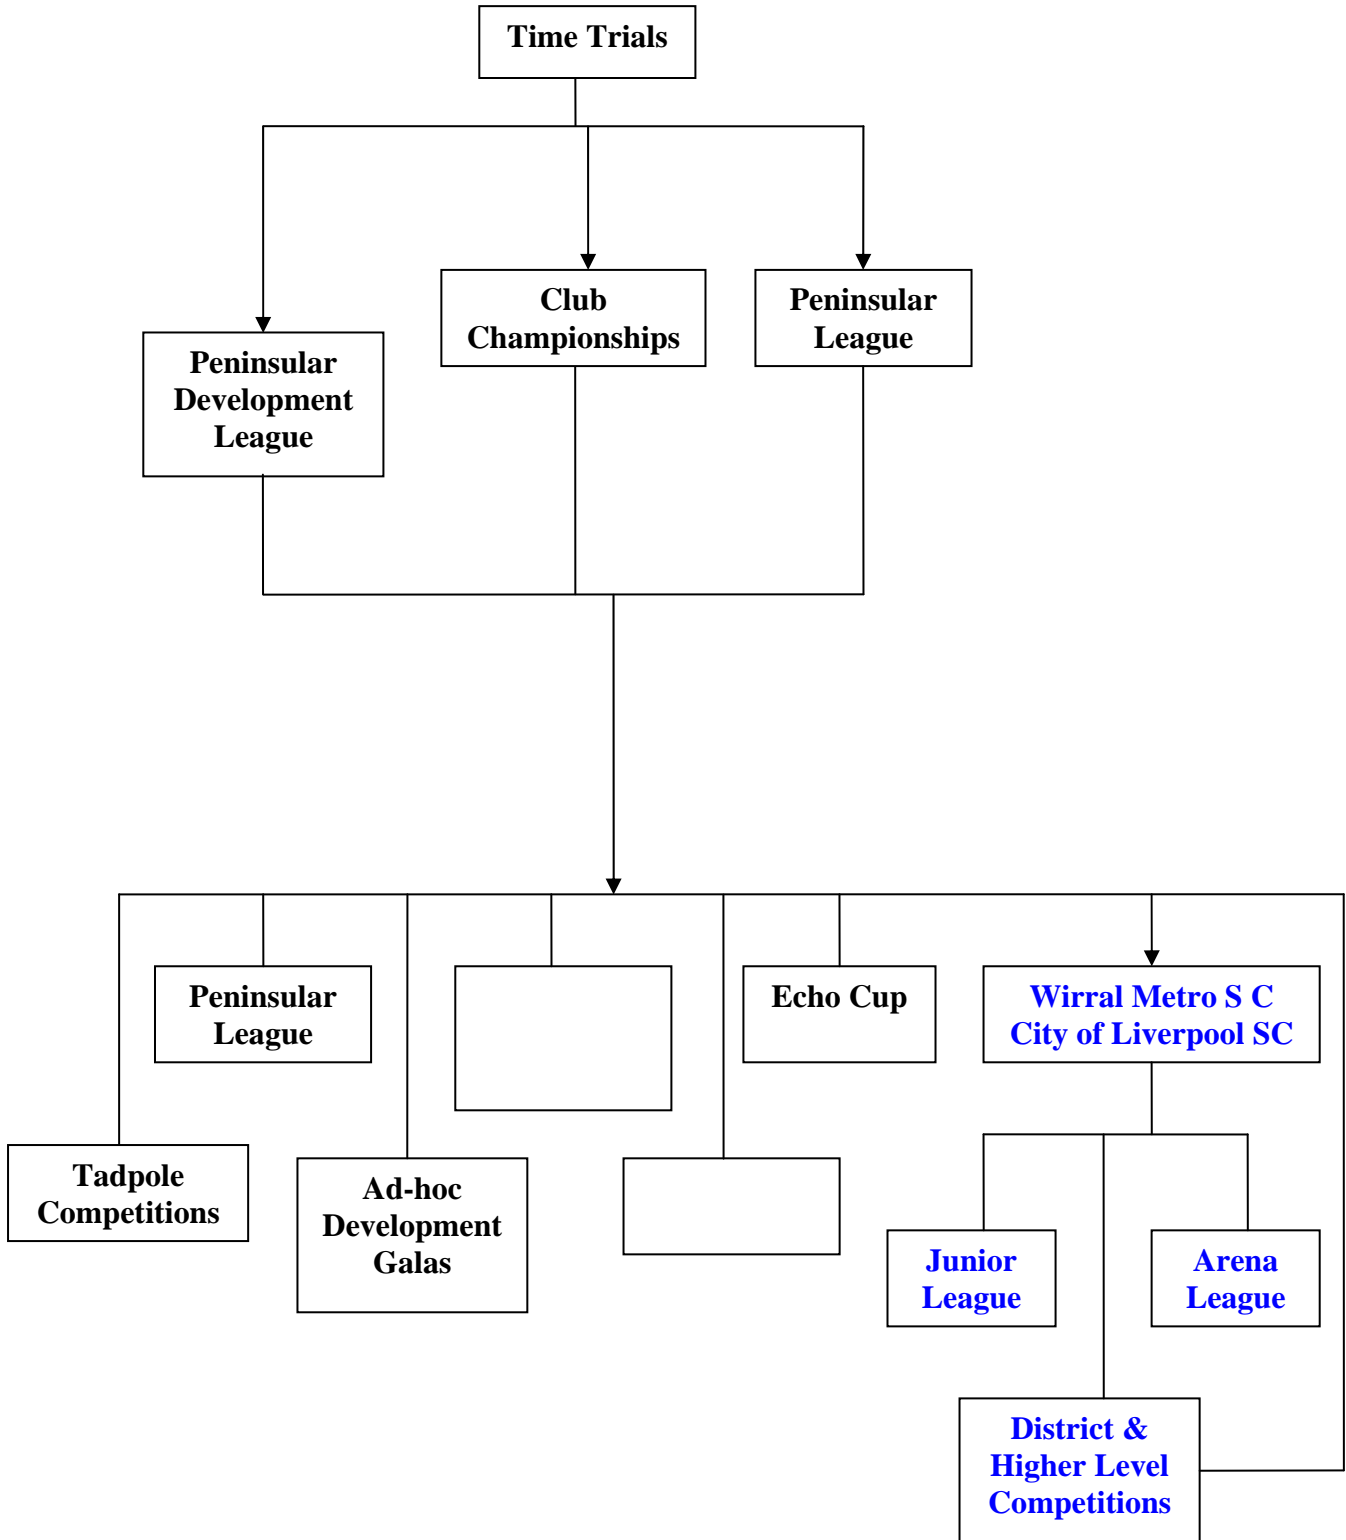 Time Trials
Club
Championships
Peninsular
League
Peninsular
Development
League
Peninsular
League
Echo Cup
Wirral Metro S C
City of Liverpool SC
Tadpole
Competitions
Ad-hoc
Development
Galas
Junior
League
Arena
League
District &
Higher Level
Competitions